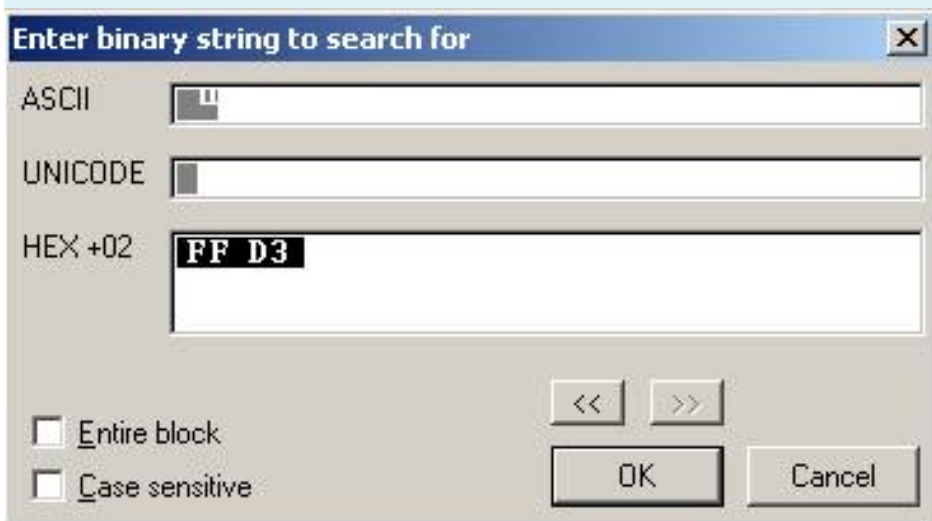 Enter binary string to search for
ASCII
UNICODE
HEX +02
FF D3
<< >>
Entire block
Case sensitive
OK Cancel